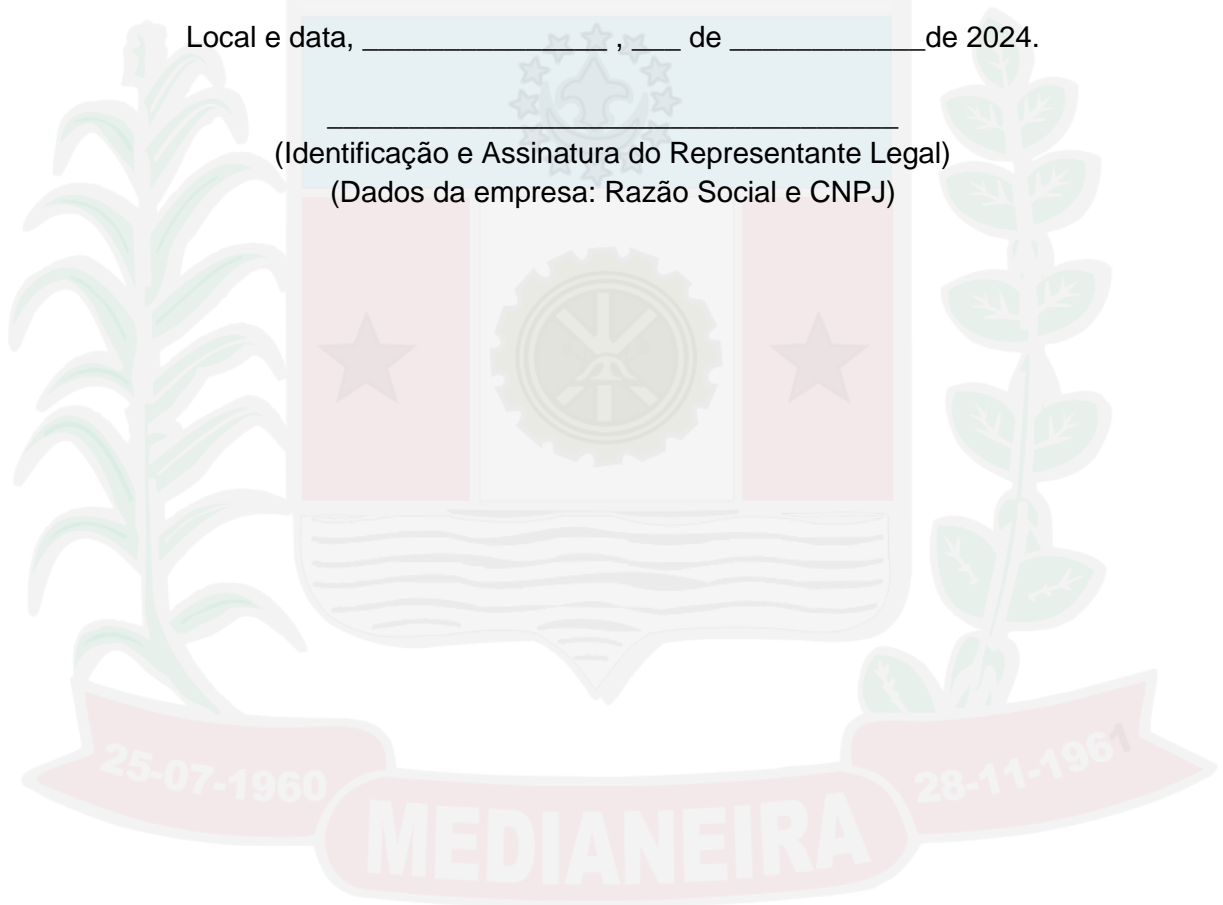 Local e data, _______________ , ___ de ____________de 2024.
___________________________________
(Identificação e Assinatura do Representante Legal)
(Dados da empresa: Razão Social e CNPJ)
25-07-1960
28-11-1961
MEDIANEIRA